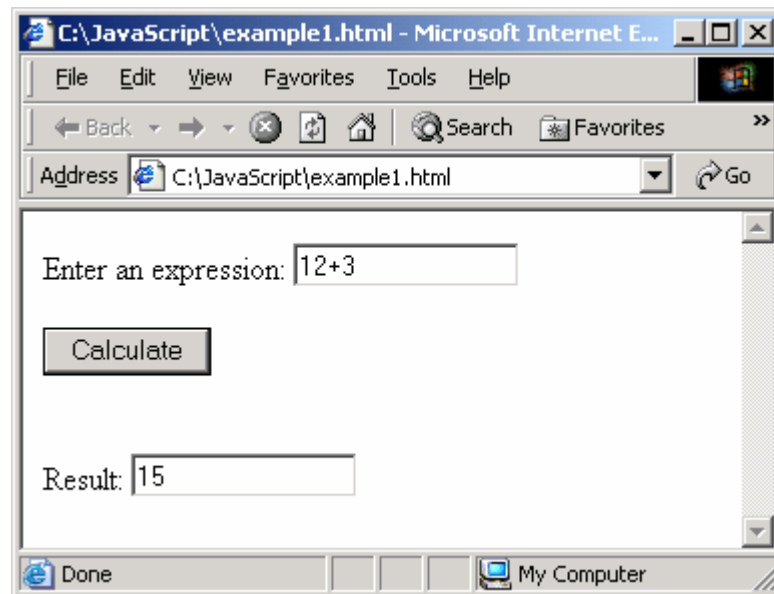 C:\JavaScript\example1.html - Microsoft Internet E...
File Edit View Favorites Tools Help
Back Search Favorites »
Address C:\JavaScript\example1.html Go
Enter an expression: 12+3
Calculate
Result: 15
Done My Computer